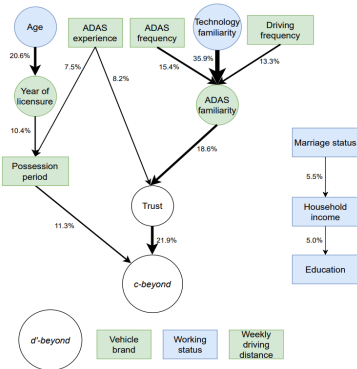 Age
ADAS
experience
ADAS
frequency
Technology
familiarity
Driving
frequency
20.6%
7.5%
8.2%
15.4%
35.9%
13.3%
Year of
licensure
ADAS
familiarity
10.4%
18.6%
Marriage status
Possession
period
5.5%
Trust
Household
income
11.3%
21.9%
5.0%
c-beyond
Education
d'-beyond
Vehicle
brand
Working
status
Weekly
driving
distance